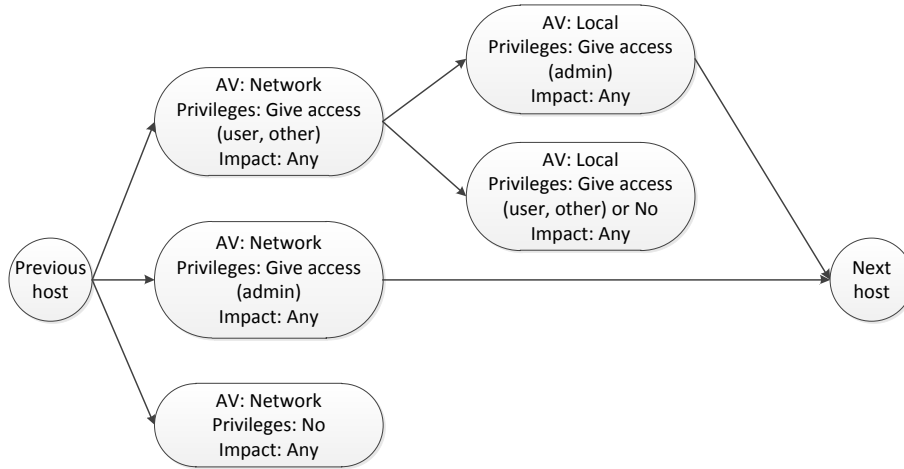 Previous
host
AV: Network
Privileges: Give access
(user, other)
Impact: Any
AV: Local
Privileges: Give access
(admin)
Impact: Any
AV: Local
Privileges: Give access
(user, other) or No
Impact: Any
AV: Network
Privileges: Give access
(admin)
Impact: Any
AV: Network
Privileges: No
Impact: Any
Next
host